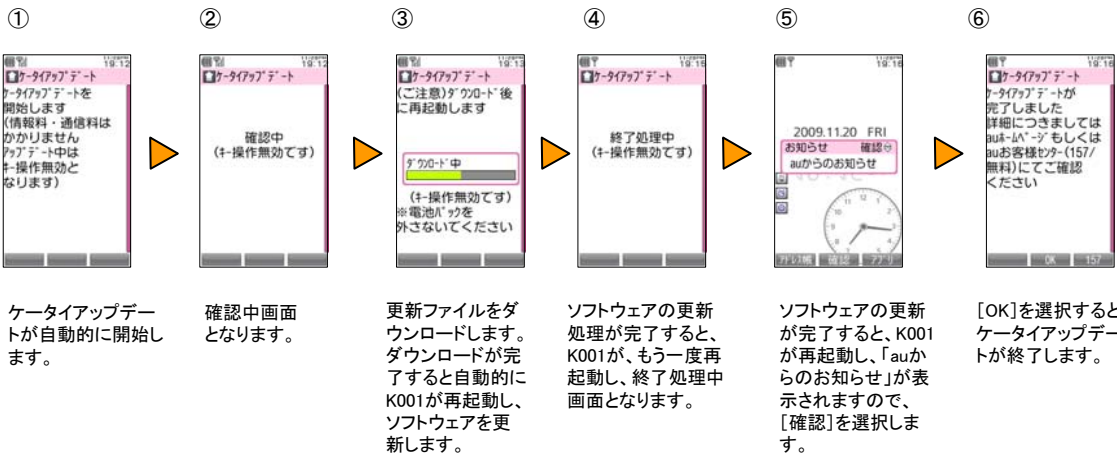 ①
②
③
④
⑤
⑥
19:12
ケータイアップデート
ケータイアップデートを
開始します
(情報料・通信料は
かかりません
アップデート中は
キー操作無効と
なります)
19:12
ケータイアップデート
確認中
(キー操作無効です)
19:13
ケータイアップデート
(ご注意)ダウンロード後
に再起動します
ダウンロード中
(キー操作無効です)
※電池パックを
外さないでください
19:15
ケータイアップデート
終了処理中
(キー操作無効です)
19:16
2009.11.20 FRI
お知らせ 確認
auからのお知らせ
アドレス帳 確認 アプリ
19:16
ケータイアップデート
ケータイアップデートが
完了しました
詳細につきましては
auホームページもしくは
auお客様センター(157/
無料)にてご確認
ください
OK 157
ケータイアップデー
トが自動的に開始し
ます。
確認中画面
となります。
更新ファイルをダ
ウンロードします。
ダウンロードが完
了すると自動的に
K001が再起動し、
ソフトウェアを更
新します。
ソフトウェアの更新
処理が完了すると、
K001が、もう一度再
起動し、終了処理中
画面となります。
ソフトウェアの更新
が完了すると、K001
が再起動し、「auか
らのお知らせ」が表
示されますので、
[確認]を選択しま
す。
[OK]を選択すると
ケータイアップデー
トが終了します。